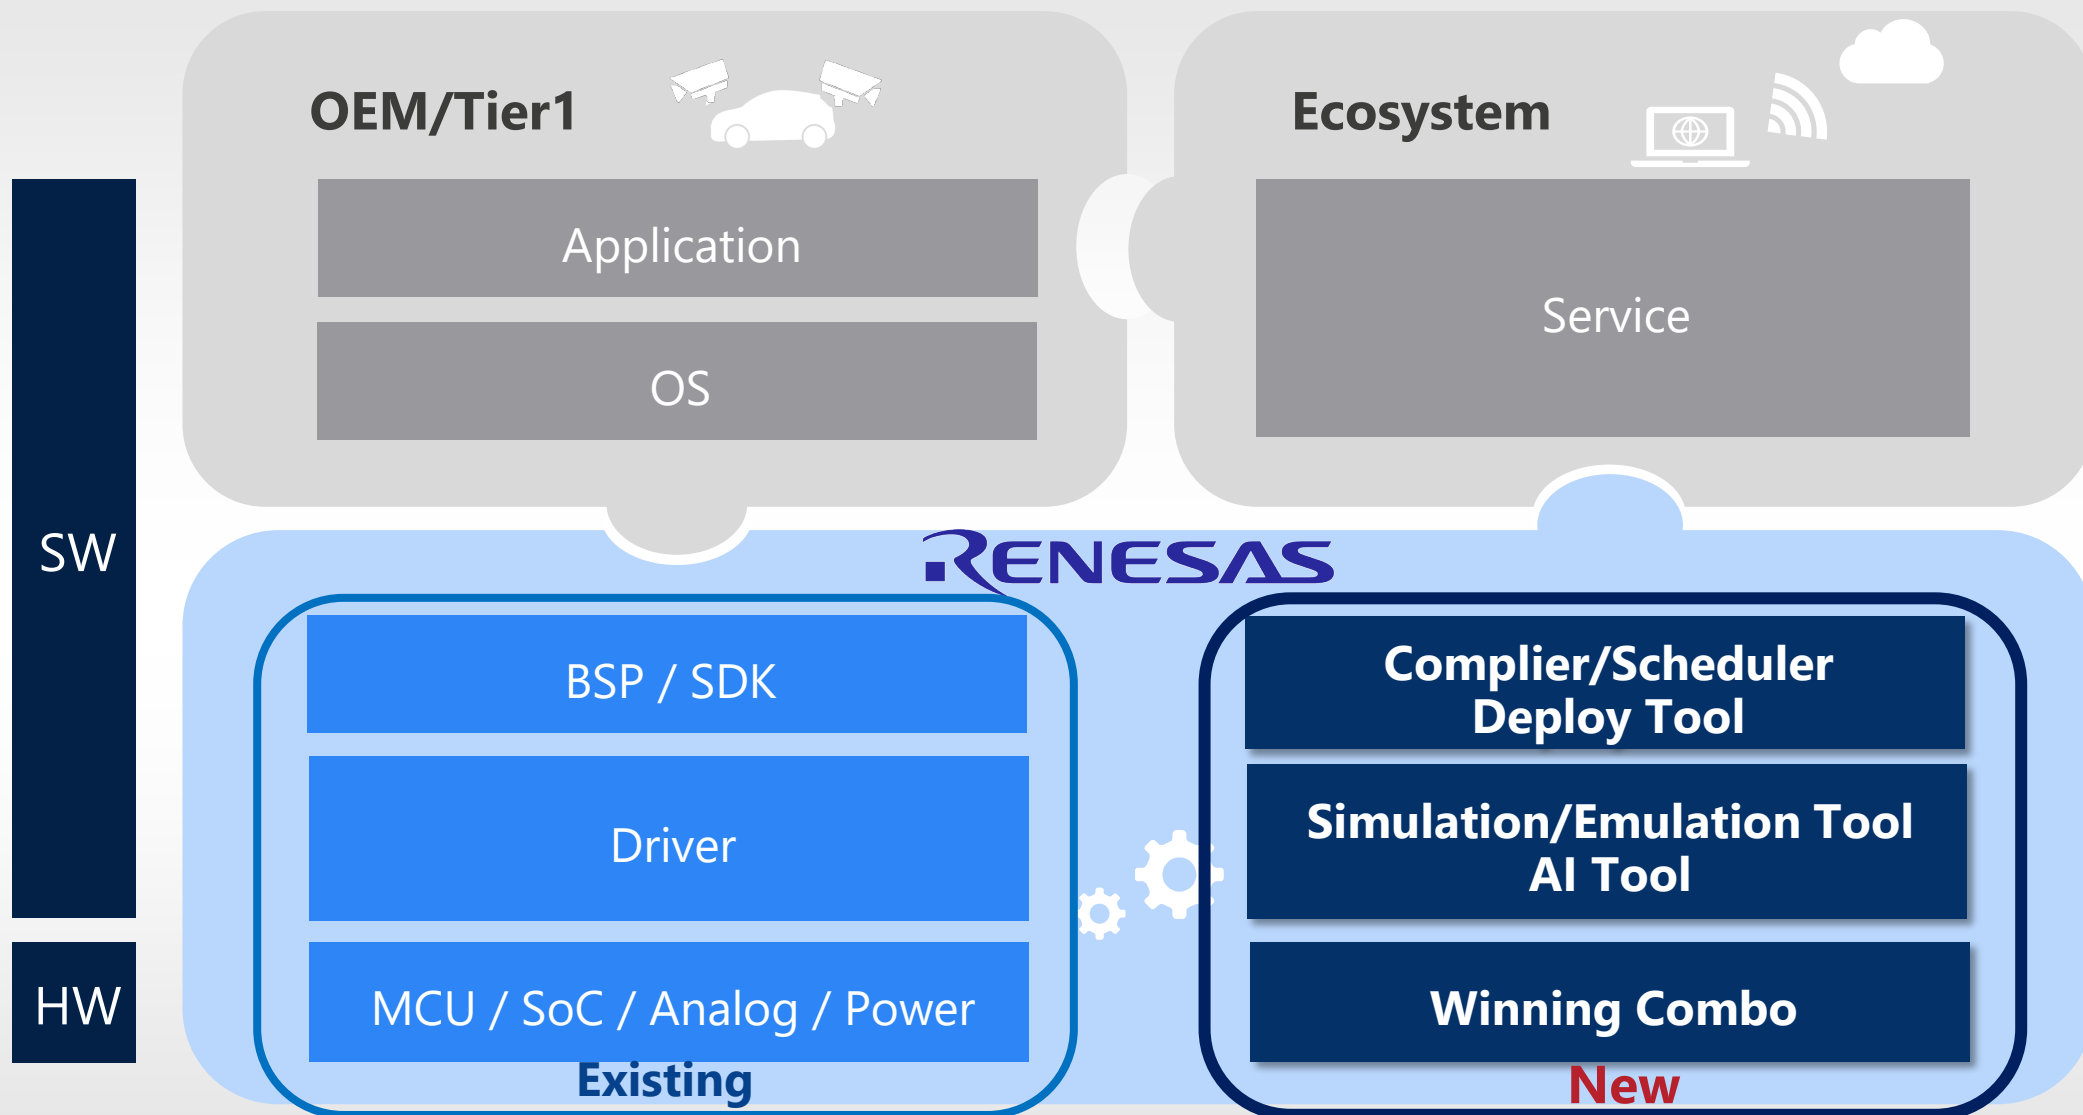 OEM/Tier1
Application
OS
Ecosystem
Service
SW
HW
RENESAS
BSP / SDK
Driver
MCU / SoC / Analog / Power
Existing
Complier/Scheduler
Deploy Tool
Simulation/Emulation Tool
AI Tool
Winning Combo
New